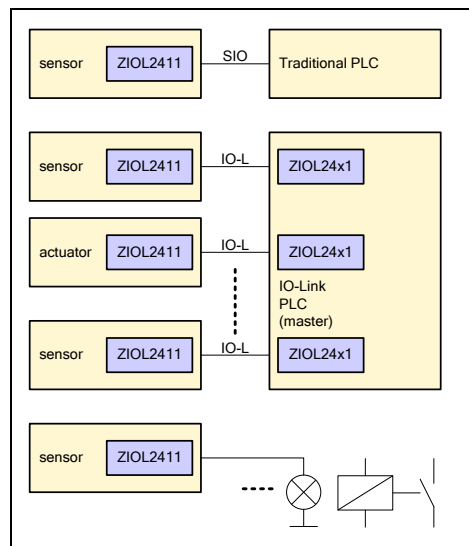 sensor ZIOL2411 SIO Traditional PLC
sensor ZIOL2411 IO-L ZIOL24x1
actuator ZIOL2411 IO-L ZIOL24x1
IO-Link
PLC
(master)
sensor ZIOL2411 IO-L ZIOL24x1
sensor ZIOL2411